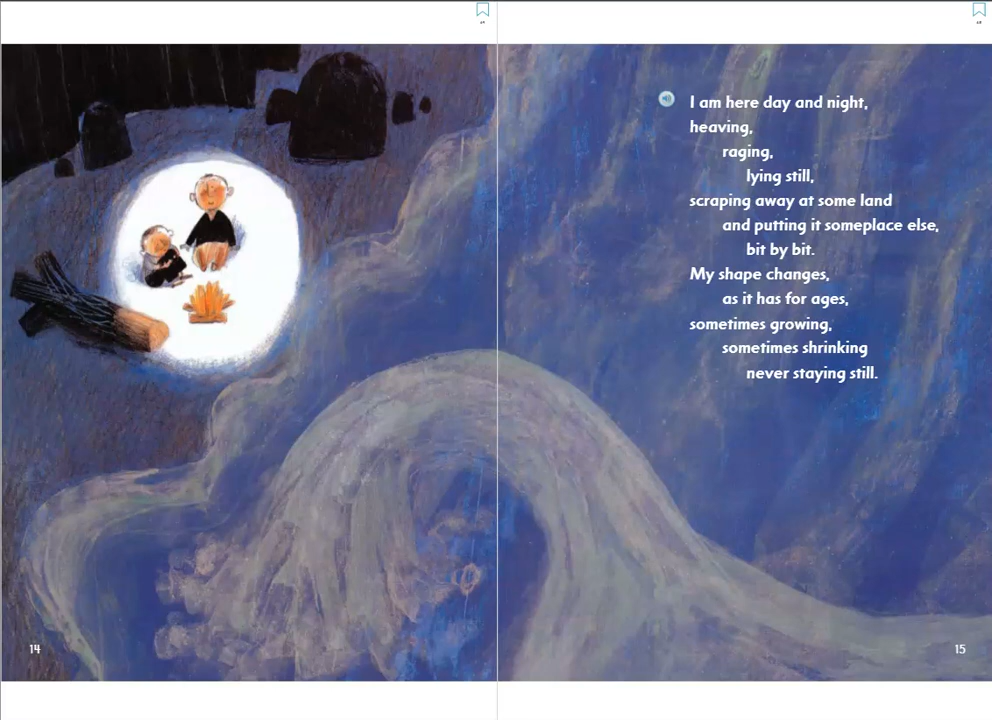 I am here day and night,
heaving,
raging,
lying still,
scraping away at some land
and putting it someplace else,
bit by bit.
My shape changes,
as it has for ages,
sometimes growing,
sometimes shrinking
never staying still.
14
15